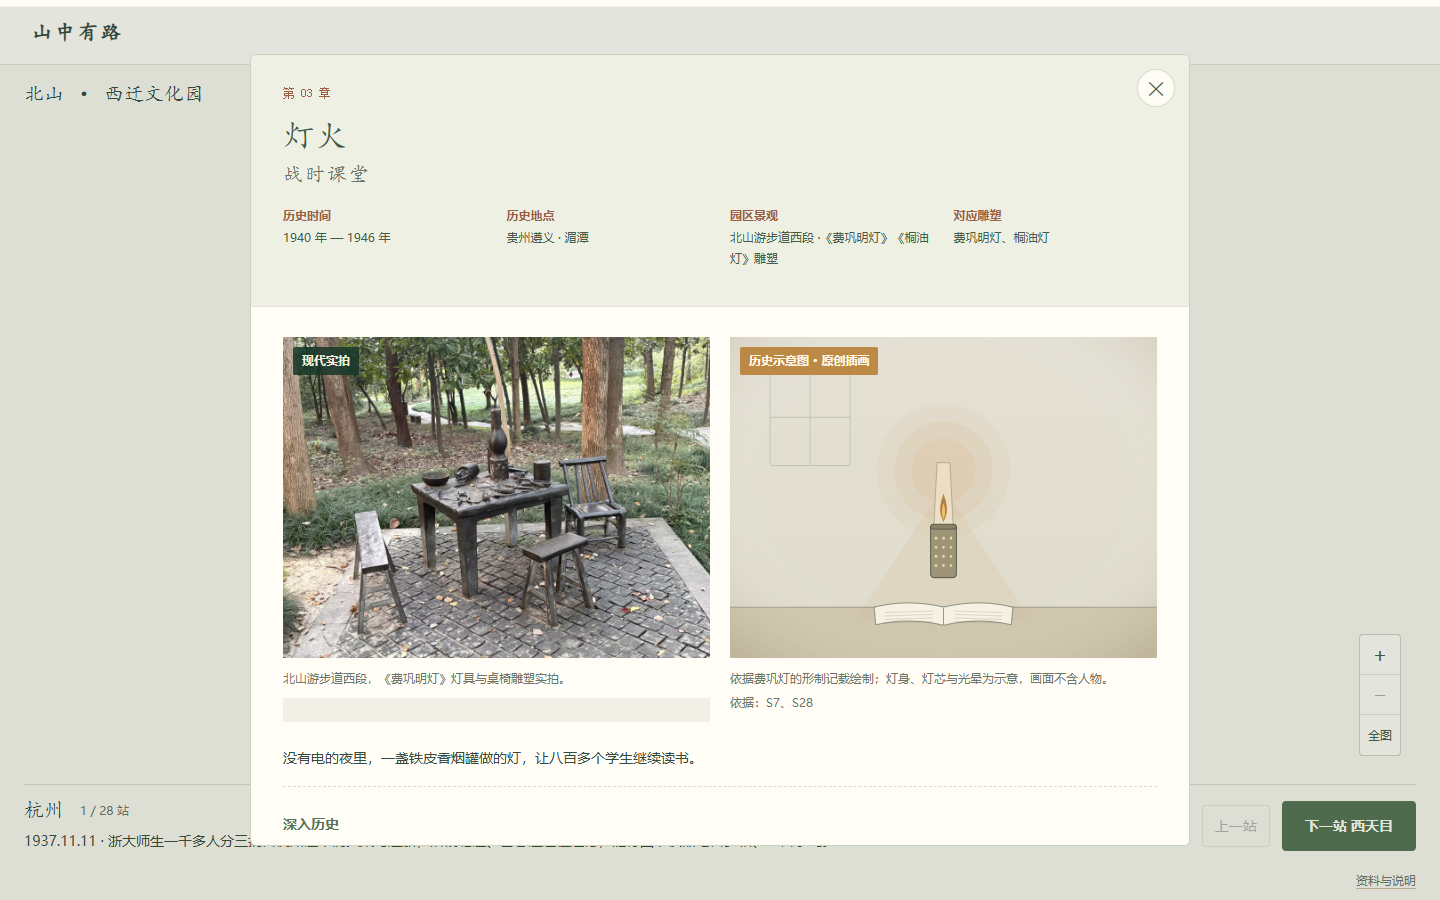 山中有路
北山 • 西迁文化园
第 03 章
灯火
战时课堂
历史时间
1940 年 — 1946 年
历史地点
贵州遵义 · 湄潭
园区景观
北山游步道西段 ·《费巩明灯》《桐油
灯》雕塑
对应雕塑
费巩明灯、桐油灯
现代实拍
历史示意图 • 原创插画
北山游步道西段，《费巩明灯》灯具与桌椅雕塑实拍。
依据费巩灯的形制记载绘制；灯身、灯芯与光晕为示意，画面不含人物。
依据：S7、S28
没有电的夜里，一盏铁皮香烟罐做的灯，让八百多个学生继续读书。
深入历史
+
−
全图
杭州 1 / 28 站
1937.11.11 · 浙大师生一千多人分三
上一站
下一站 西天目
资料与说明